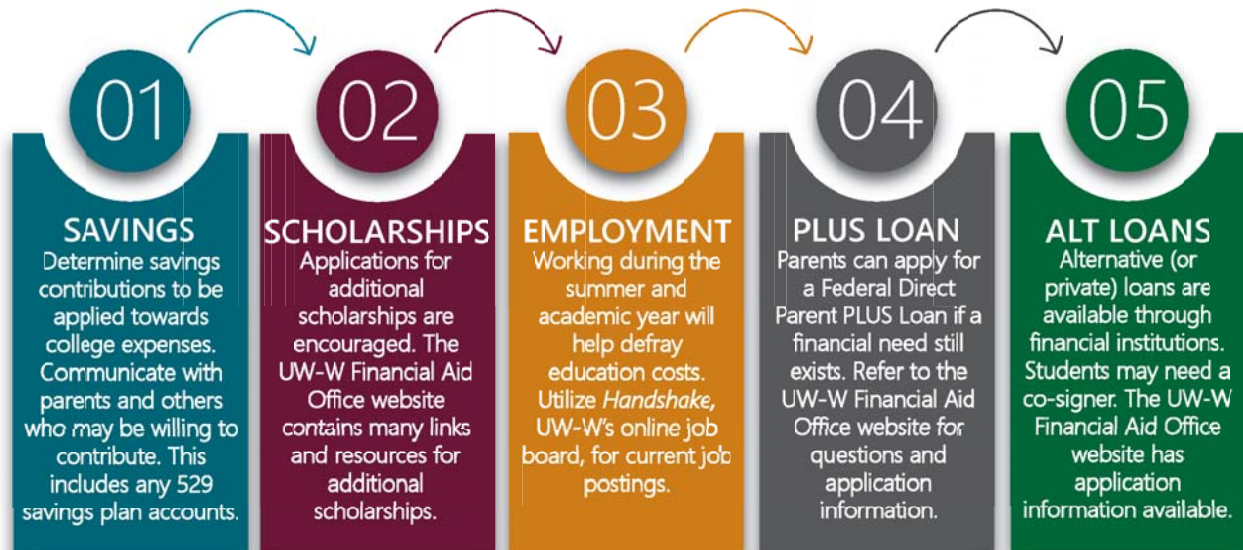 01
SAVINGS
Determine savings
contributions to be
applied towards
college expenses.
Communicate with
parents and others
who may be willing to
contribute. This
includes any 529
savings plan accounts.
02
SCHOLARSHIPS
Applications for
additional
scholarships are
encouraged. The
UW-W Financial Aid
Office website
contains many links
and resources for
additional
scholarships.
03
EMPLOYMENT
Working during the
summer and
academic year will
help defray
education costs.
Utilize Handshake,
UW-W's online job
board, for current job
postings.
04
PLUS LOAN
Parents can apply for
a Federal Direct
Parent PLUS Loan if a
financial need still
exists. Refer to the
UW-W Financial Aid
Office website for
questions and
application
information.
05
ALT LOANS
Alternative (or
private) loans are
available through
financial institutions.
Students may need a
co-signer. The UW-W
Financial Aid Office
website has
application
information available.